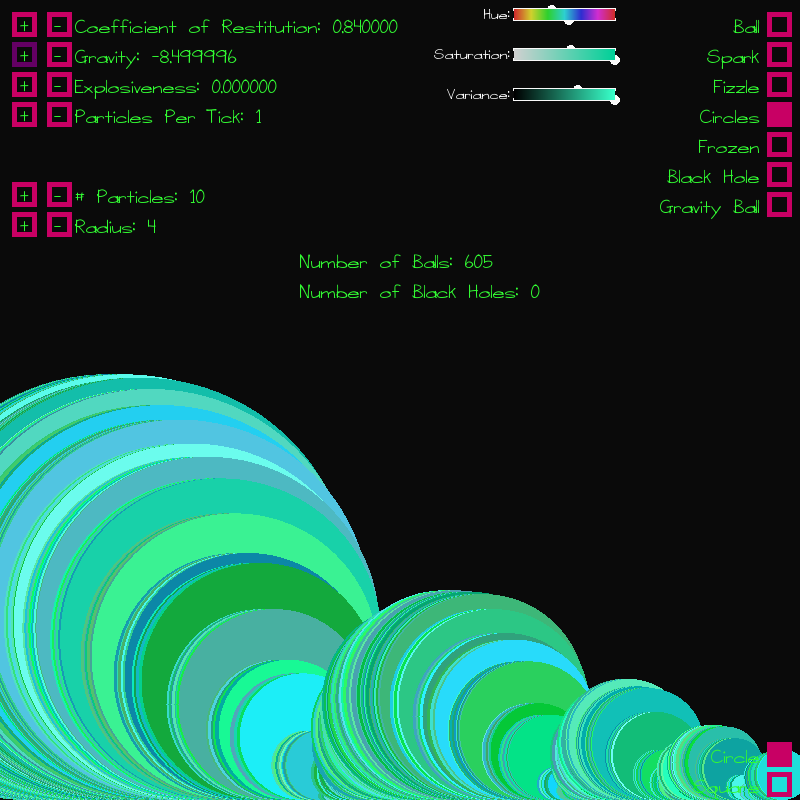 + - Coefficient of Restitution: 0.840000
+ - Gravity: -8.499996
+ - Explosiveness: 0.000000
+ - Particles Per Tick: 1
+ - # Particles: 10
+ - Radius: 4
Hue:
Saturation:
Variance:
Ball
Spark
Fizzle
Circles
Frozen
Black Hole
Gravity Ball
Number of Balls: 605
Number of Black Holes: 0
Circle
Square